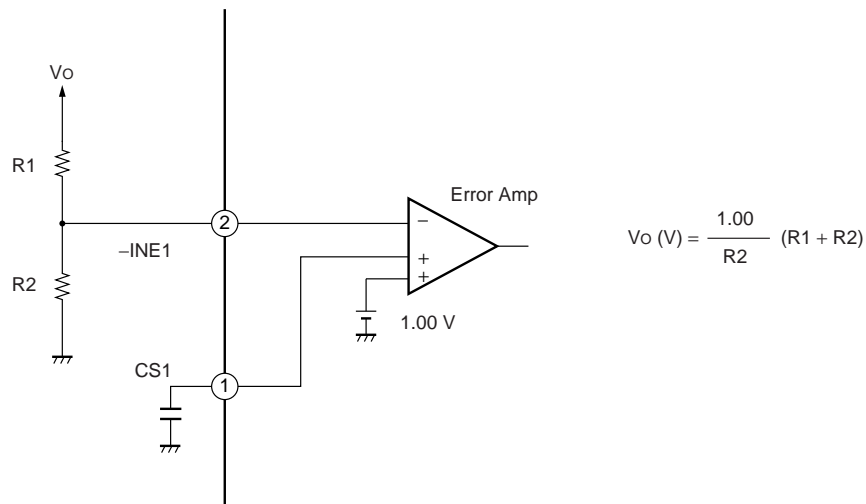 Vo
R1
R2
–INE1
2
CS1
1
Error Amp
–
+
+
1.00 V
Vo (V) = 1.00 / R2 (R1 + R2)